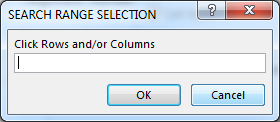 SEARCH RANGE SELECTION
Click Rows and/or Columns
OK Cancel